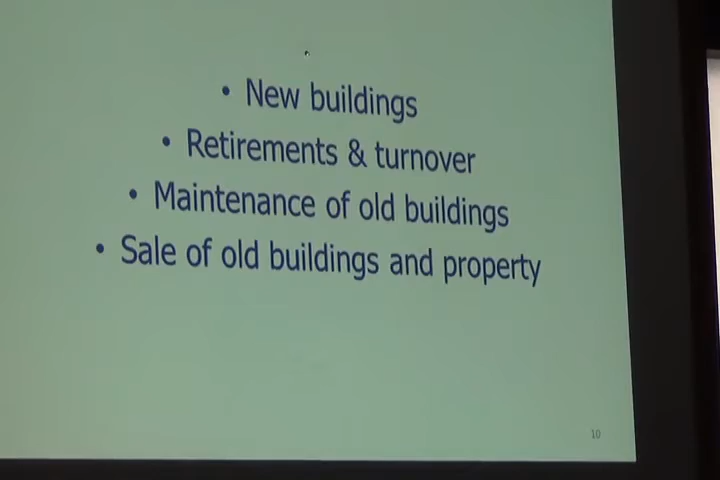 • New buildings
• Retirements & turnover
• Maintenance of old buildings
• Sale of old buildings and property
10